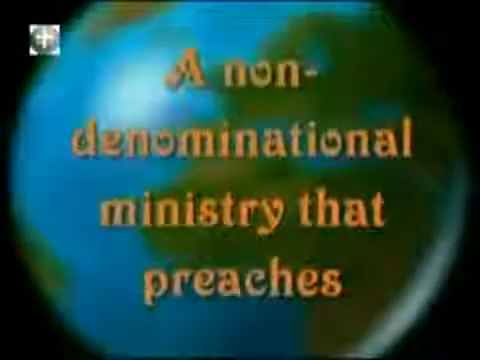 A non-
denominational
ministry that
preaches